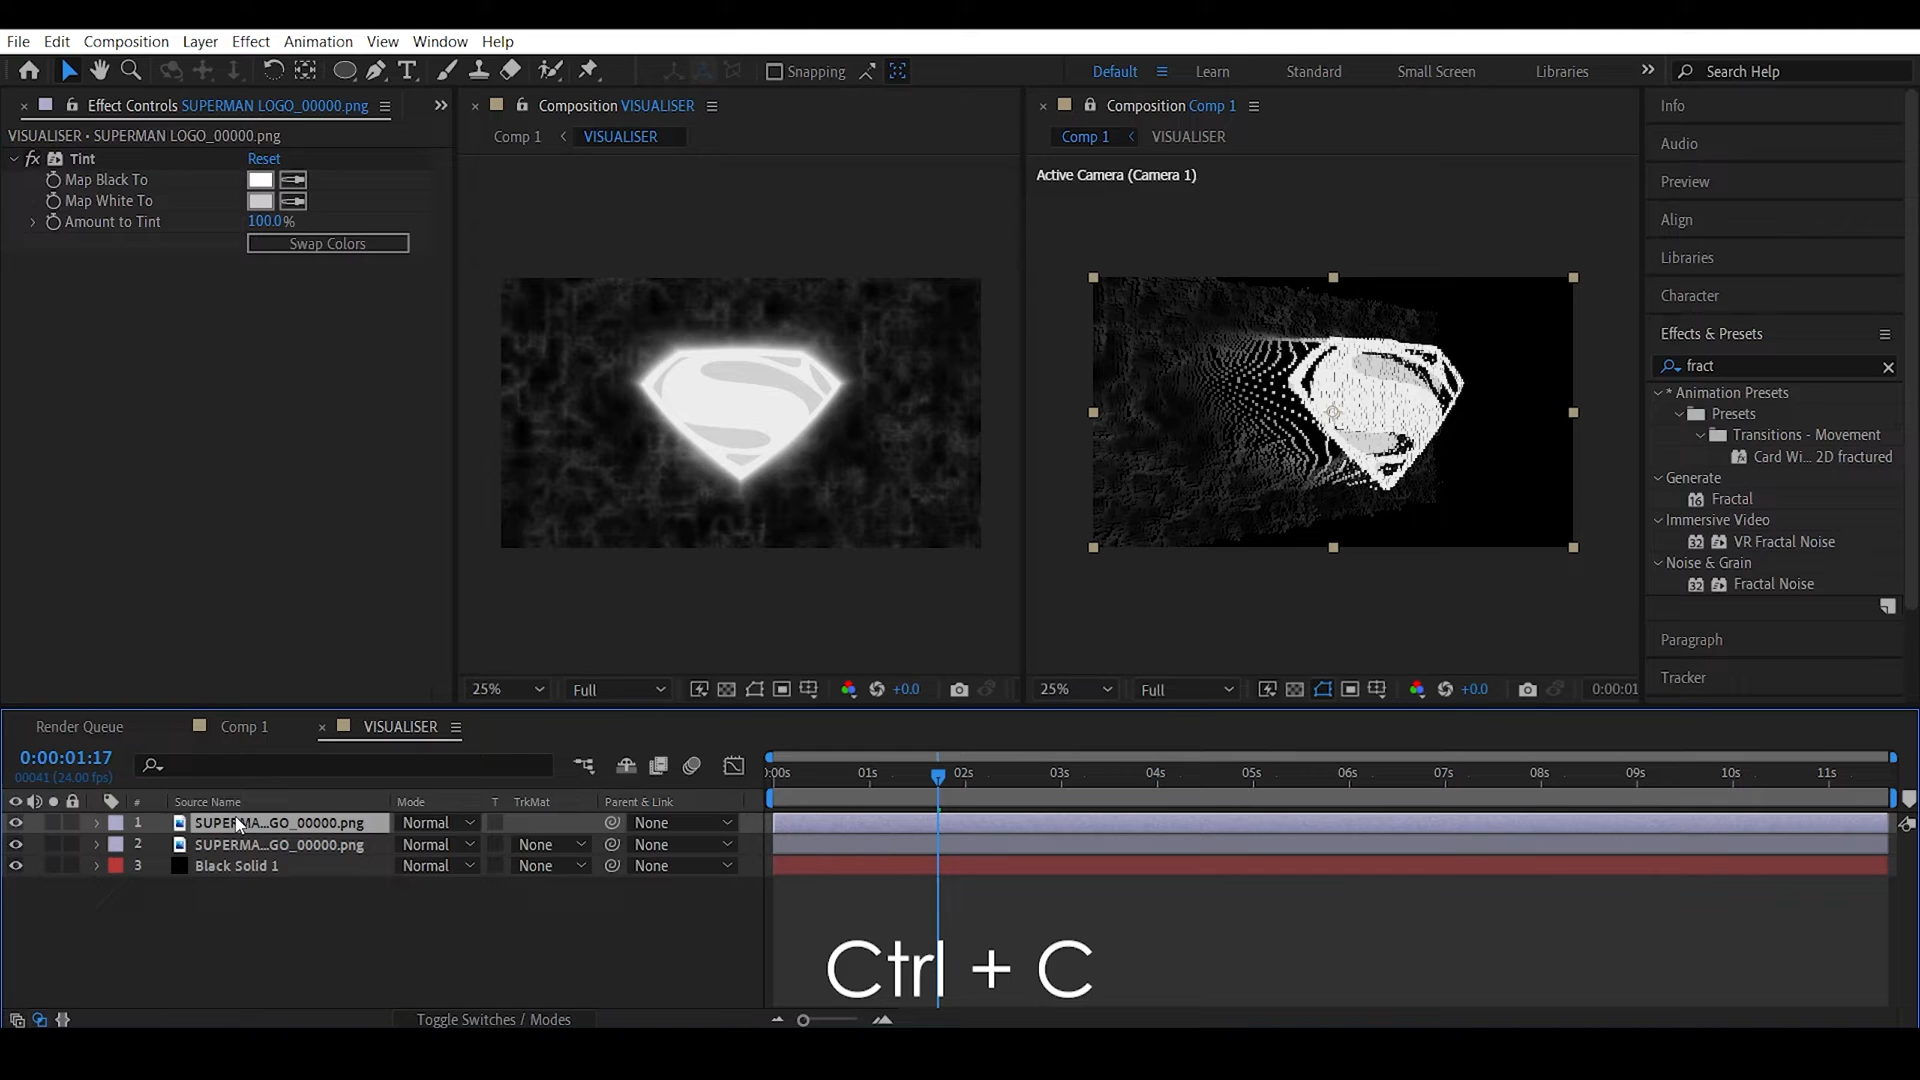 File Edit Composition Layer Effect Animation View Window Help
Snapping
Default Learn Standard Small Screen Libraries Search Help
Effect Controls SUPERMAN LOGO_00000.png
VISUALISER • SUPERMAN LOGO_00000.png
fx Tint Reset
Map Black To
Map White To
Amount to Tint 100.0%
Swap Colors
Composition VISUALISER
Comp 1 VISUALISER
25% Full +0.0
Composition Comp 1
Comp 1 VISUALISER
Active Camera (Camera 1)
25% Full +0.0 0:00:01
Info
Audio
Preview
Align
Libraries
Character
Effects & Presets
fract
* Animation Presets
Presets
Transitions - Movement
Card Wi... 2D fractured
Generate
16 Fractal
Immersive Video
32 VR Fractal Noise
Noise & Grain
32 Fractal Noise
Paragraph
Tracker
Render Queue Comp 1 VISUALISER
0:00:01:17
00041 (24.00 fps)
):00s 01s 02s 03s 04s 05s 06s 07s 08s 09s 10s 11s
# Source Name Mode T TrkMat Parent & Link
1 SUPERMA...GO_00000.png Normal None
2 SUPERMA...GO_00000.png Normal None None
3 Black Solid 1 Normal None None
Ctrl + C
Toggle Switches / Modes